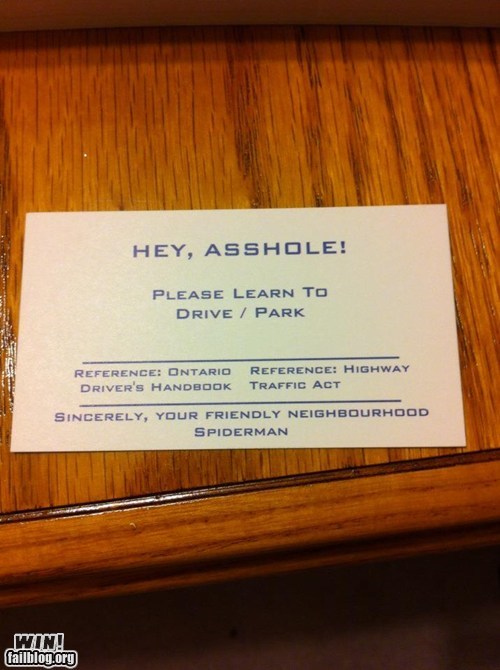 HEY, ASSHOLE!
PLEASE LEARN TO
DRIVE / PARK
REFERENCE: ONTARIO REFERENCE: HIGHWAY
DRIVER'S HANDBOOK TRAFFIC ACT
SINCERELY, YOUR FRIENDLY NEIGHBOURHOOD
SPIDERMAN
WIN!
failblog.org